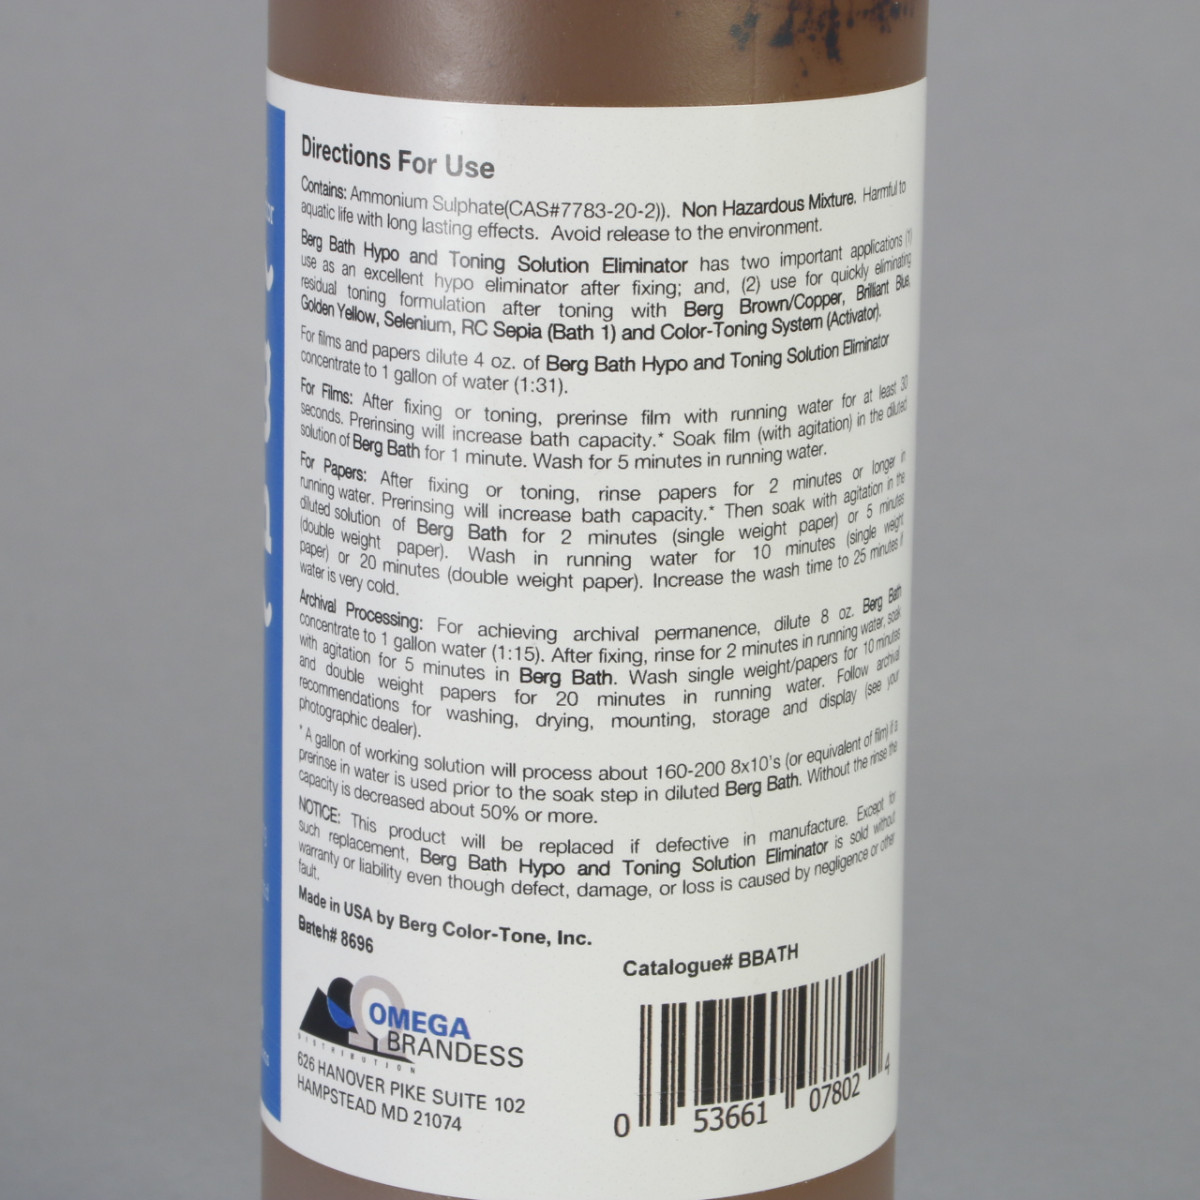 Directions For Use
Contains: Ammonium Sulphate(CAS#7783-20-2)). Non Hazardous Mixture. Harmful to
aquatic life with long lasting effects. Avoid release to the environment.
Berg Bath Hypo and Toning Solution Eliminator has two important applications (1)
use as an excellent hypo eliminator after fixing; and, (2) use for quickly eliminating
residual toning formulation after toning with Berg Brown/Copper, Brilliant Blue,
Golden Yellow, Selenium, RC Sepia (Bath 1) and Color-Toning System (Activator).
For films and papers dilute 4 oz. of Berg Bath Hypo and Toning Solution Eliminator
concentrate to 1 gallon of water (1:31).
For Films: After fixing or toning, prerinse film with running water for at least 30
seconds. Prerinsing will increase bath capacity.* Soak film (with agitation) in the diluted
solution of Berg Bath for 1 minute. Wash for 5 minutes in running water.
For Papers: After fixing or toning, rinse papers for 2 minutes or longer in
running water. Prerinsing will increase bath capacity.* Then soak with agitation in the
diluted solution of Berg Bath for 2 minutes (single weight paper) or 5 minutes
(double weight paper). Wash in running water for 10 minutes (single weight
paper) or 20 minutes (double weight paper). Increase the wash time to 25 minutes if
water is very cold.
Archival Processing: For achieving archival permanence, dilute 8 oz. Berg Bath
concentrate to 1 gallon water (1:15). After fixing, rinse for 2 minutes in running water, soak
with agitation for 5 minutes in Berg Bath. Wash single weight/papers for 10 minutes
and double weight papers for 20 minutes in running water. Follow archival
recommendations for washing, drying, mounting, storage and display (see your
photographic dealer).
*A gallon of working solution will process about 160-200 8x10's (or equivalent of film) if a
prerinse in water is used prior to the soak step in diluted Berg Bath. Without the rinse the
capacity is decreased about 50% or more.
NOTICE: This product will be replaced if defective in manufacture. Except for
such replacement, Berg Bath Hypo and Toning Solution Eliminator is sold without
warranty or liability even though defect, damage, or loss is caused by negligence or other
fault.
Made in USA by Berg Color-Tone, Inc.
Batch# 8696
Catalogue# BBATH
OMEGA
BRANDESS
DISTRIBUTION
626 HANOVER PIKE SUITE 102
HAMPSTEAD MD 21074
0 53661 07802 4